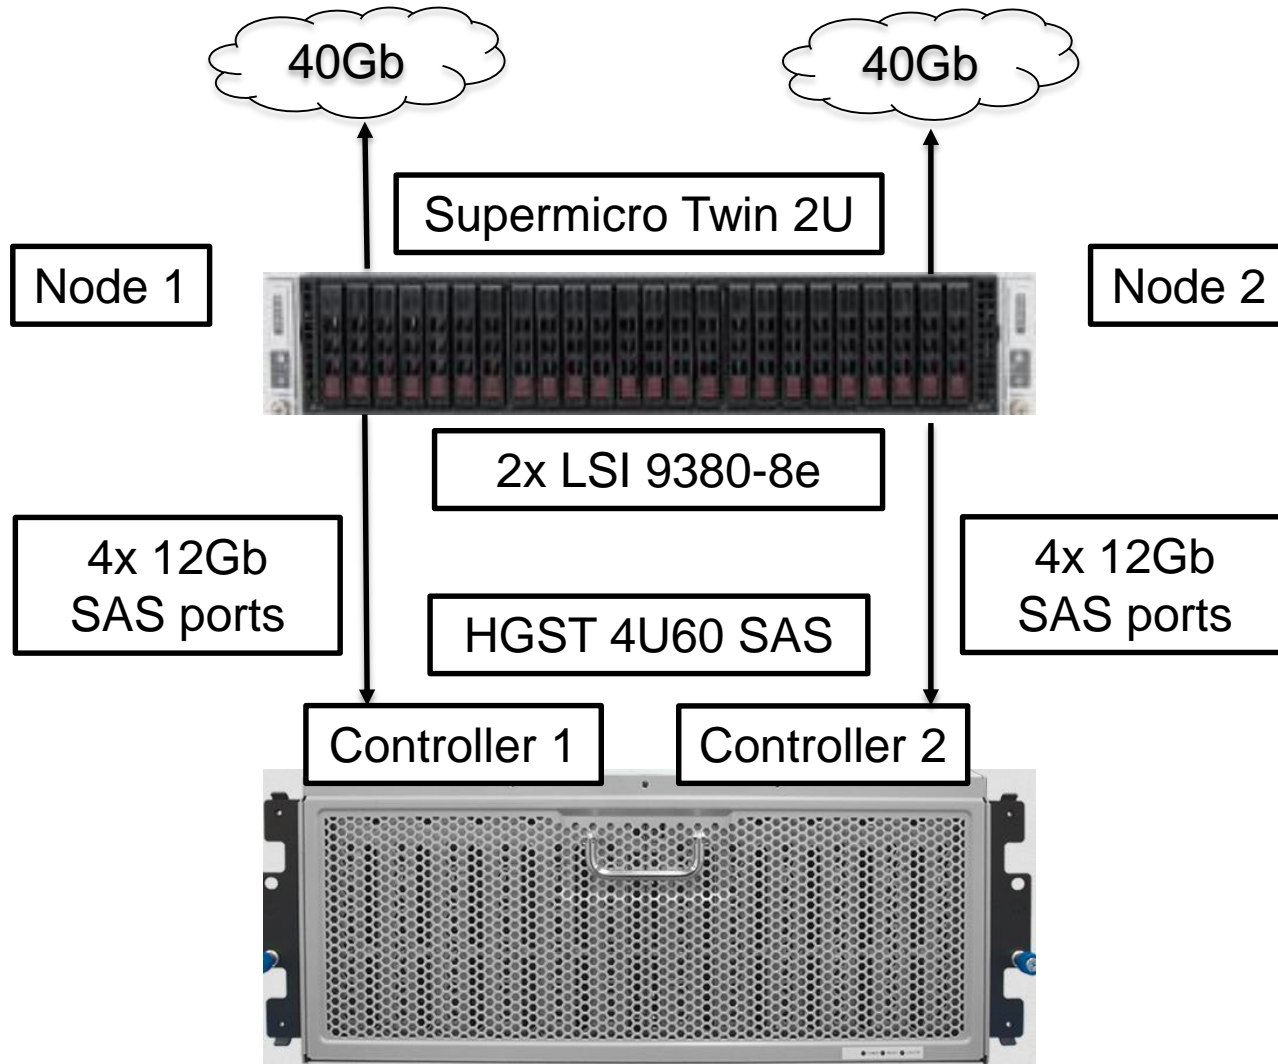 40Gb
40Gb
Supermicro Twin 2U
Node 1
Node 2
2x LSI 9380-8e
4x 12Gb
SAS ports
4x 12Gb
SAS ports
HGST 4U60 SAS
Controller 1
Controller 2